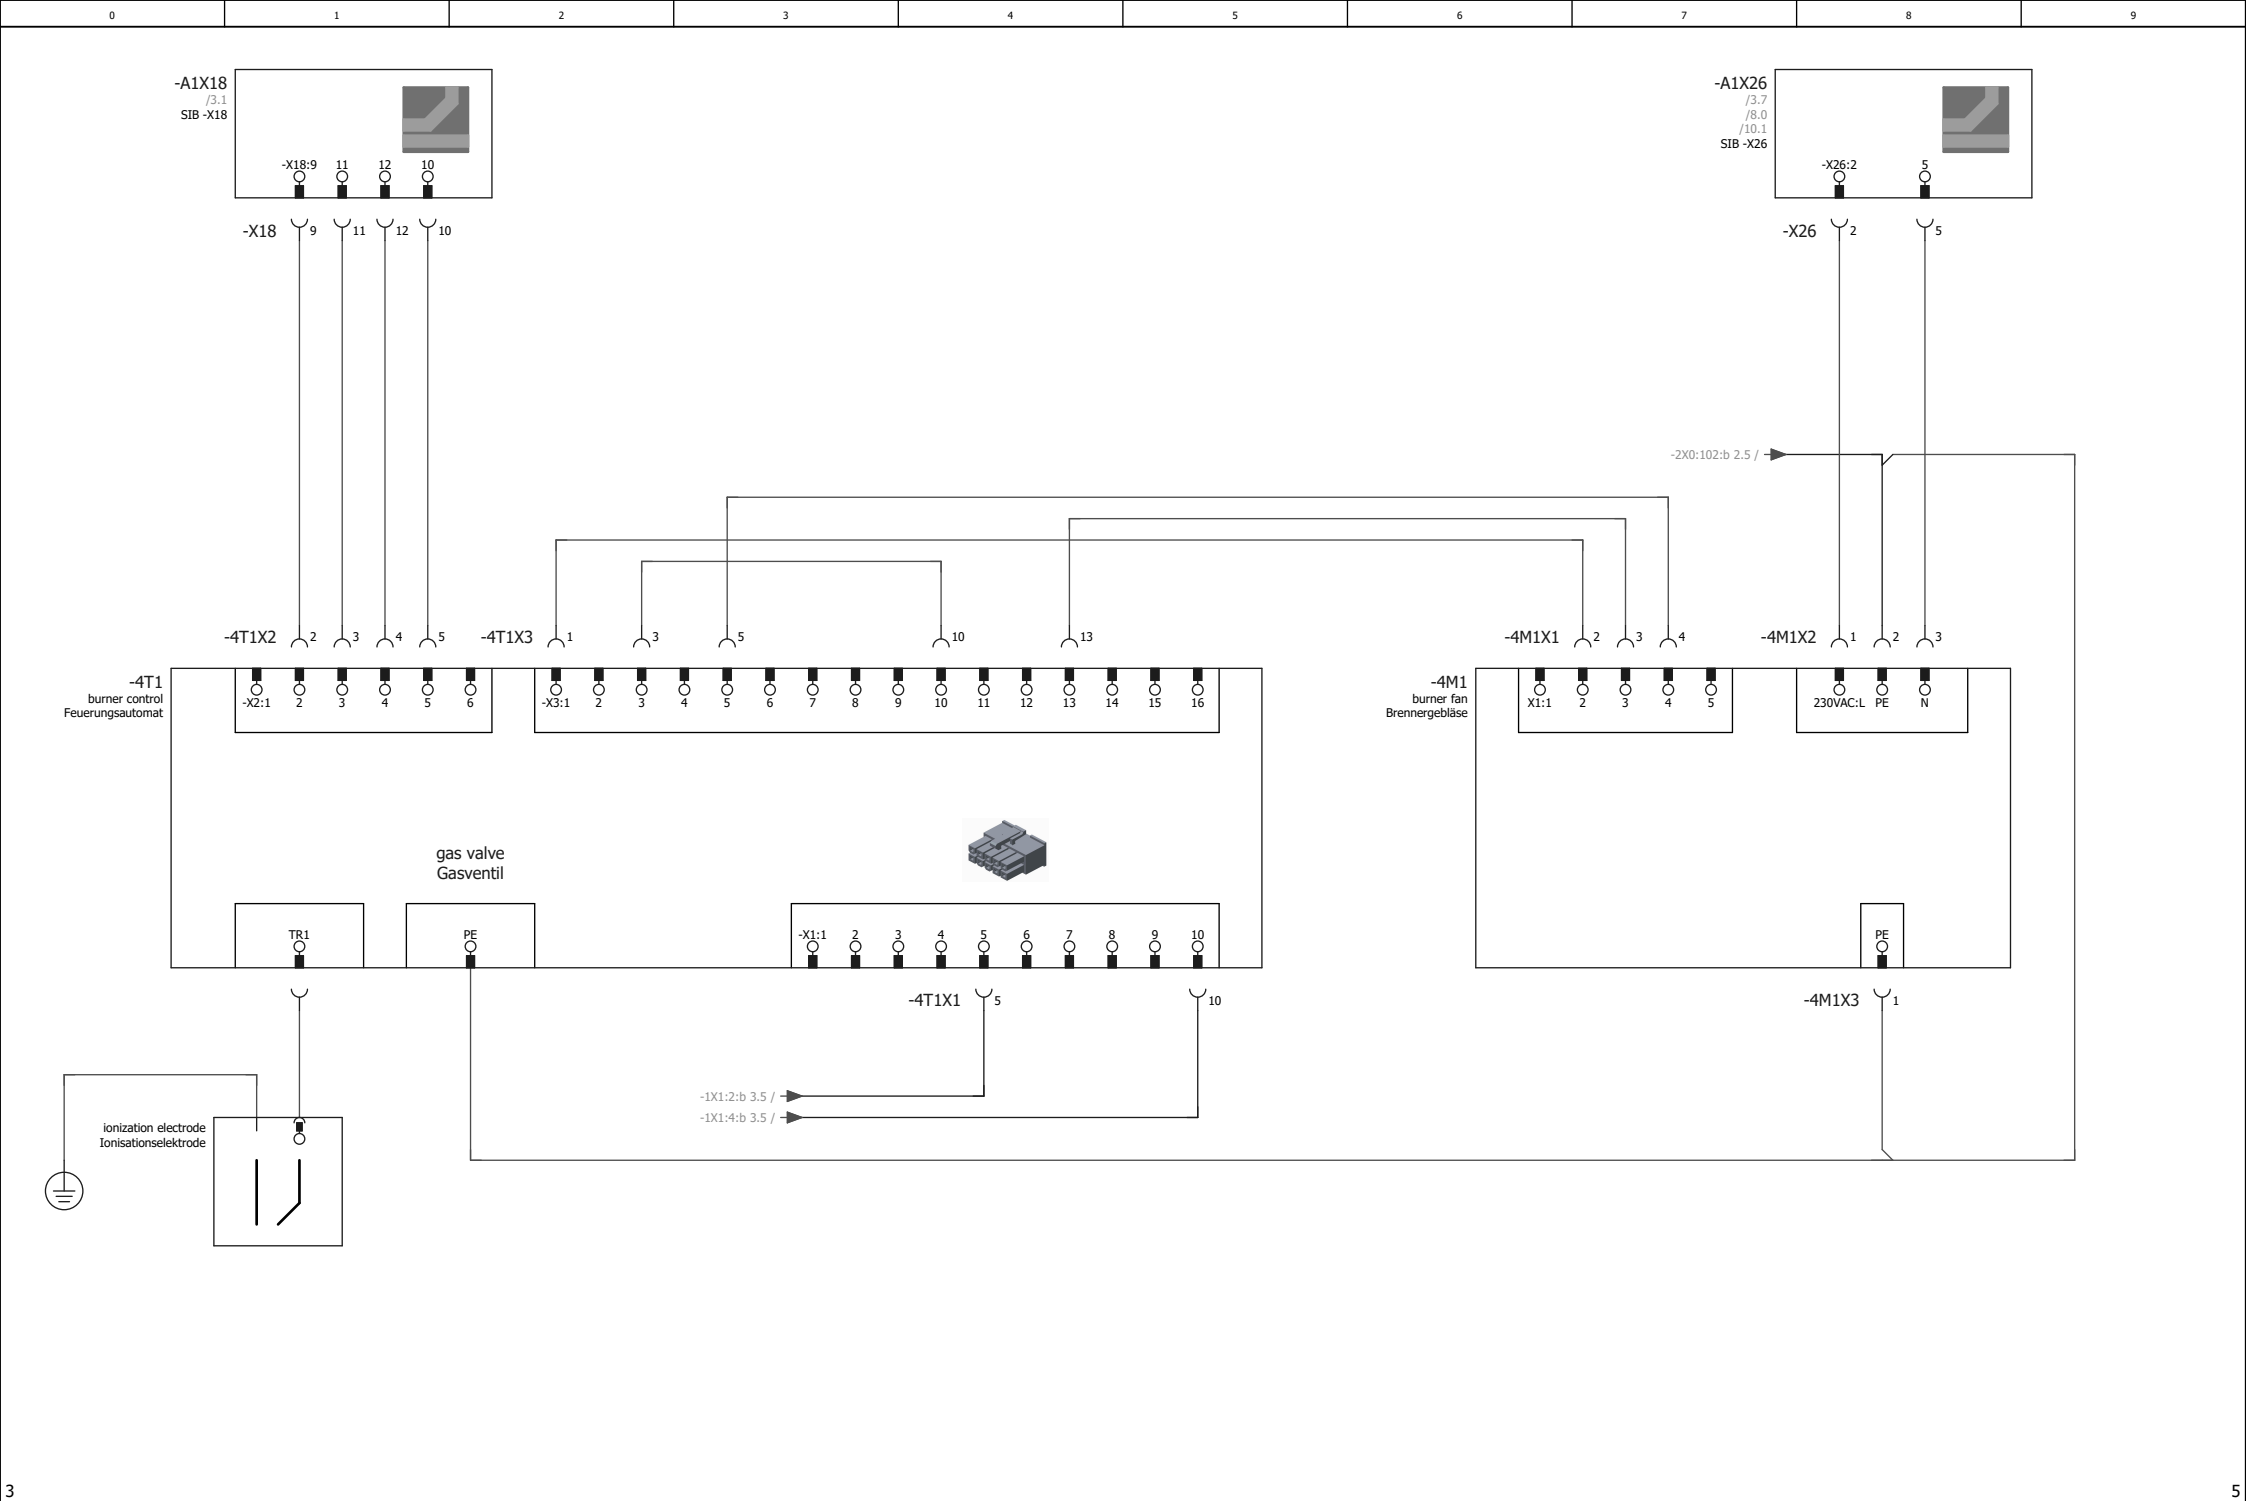 0 1 2 3 4 5 6 7 8 9
-A1X18
/3.1
SIB -X18
-X18:9 11 12 10
-X18 9 11 12 10
-A1X26
/3.7
/8.0
/10.1
SIB -X26
-X26:2 5
-X26 2 5
-2X0:102:b 2.5 /
-4T1X2 2 3 4 5
-4T1X3 1 3 5 10 13
-4M1X1 2 3 4
-4M1X2 1 2 3
-4T1
burner control
Feuerungsautomat
-X2:1 2 3 4 5 6
-X3:1 2 3 4 5 6 7 8 9 10 11 12 13 14 15 16
-4M1
burner fan
Brennergebläse
X1:1 2 3 4 5
230VAC:L PE N
gas valve
Gasventil
TR1
PE
-X1:1 2 3 4 5 6 7 8 9 10
PE
-4T1X1 5 10
-4M1X3 1
-1X1:2:b 3.5 /
-1X1:4:b 3.5 /
ionization electrode
Ionisationselektrode
3
5